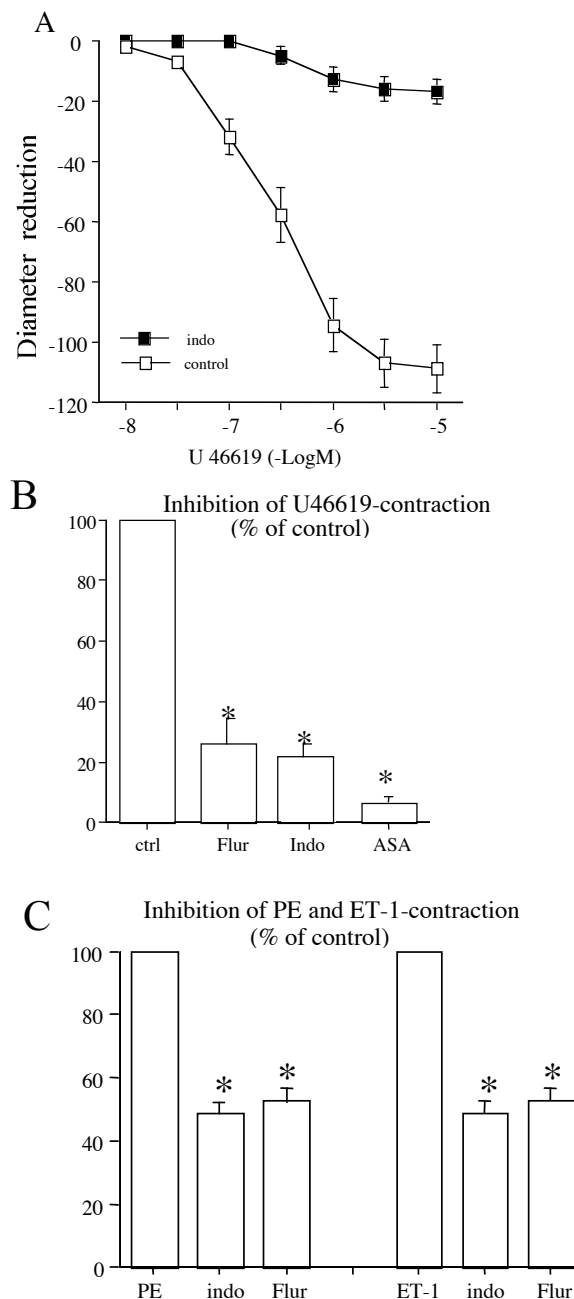 A
0
-20
-40
-60
-80
-100
-120
Diameter reduction
indo
control
-8 -7 -6 -5
U 46619 (-LogM)
B
Inhibition of U46619-contraction
(% of control)
100
80
60
40
20
0
* * *
ctrl Flur Indo ASA
C
Inhibition of PE and ET-1-contraction
(% of control)
100
80
60
40
20
0
* * * *
PE indo Flur ET-1 indo Flur